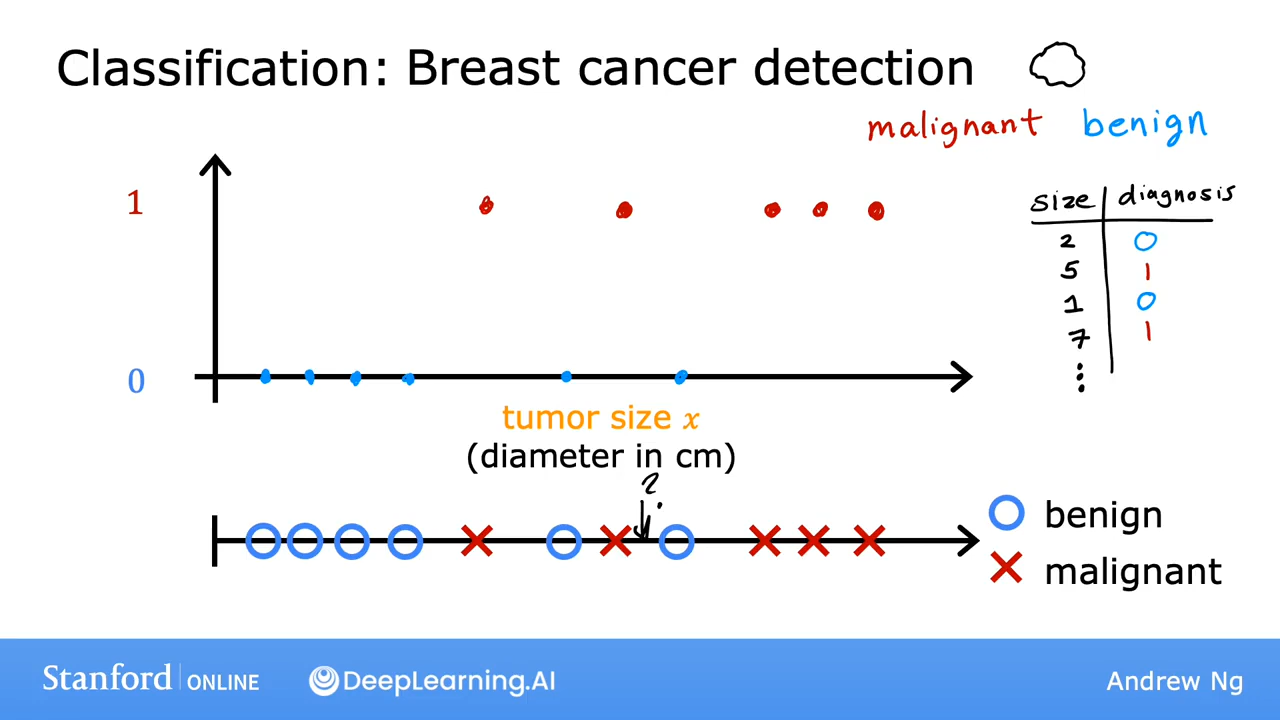 Classification: Breast cancer detection
malignant benign
1
size diagnosis
2 0
5 1
1 0
7 1
0
tumor size x
(diameter in cm)
?
benign
malignant
Stanford ONLINE DeepLearning.AI Andrew Ng